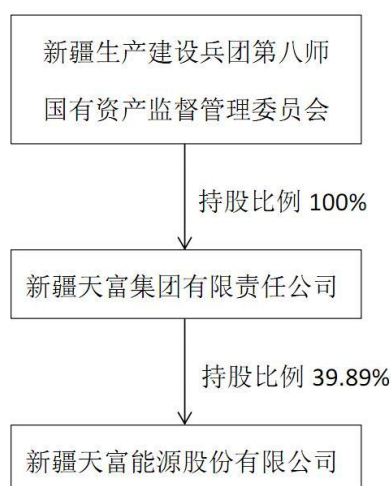 新疆生产建设兵团第八师
国有资产监督管理委员会
持股比例 100%
新疆天富集团有限责任公司
持股比例 39.89%
新疆天富能源股份有限公司